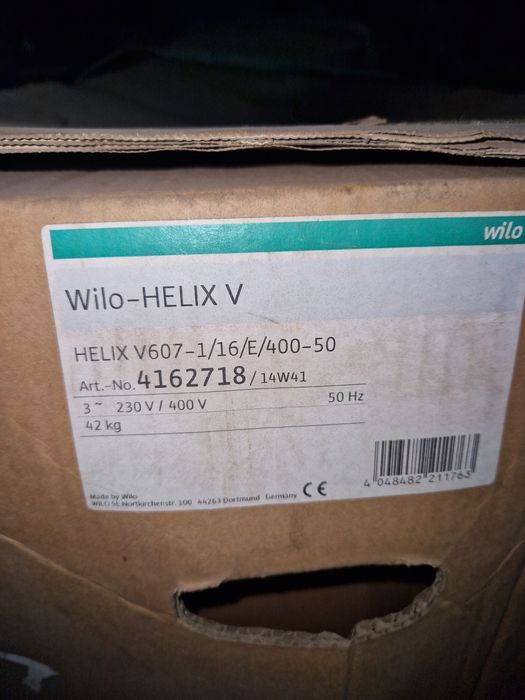 wilo
Wilo-HELIX V
HELIX V607-1/16/E/400-50
Art.-No. 4162718 / 14W41
3 ~ 230 V / 400 V 50 Hz
42 kg
Made by Wilo
WILO SE Nortkirchenstr. 100 44263 Dortmund Germany CE
4 048482 211763